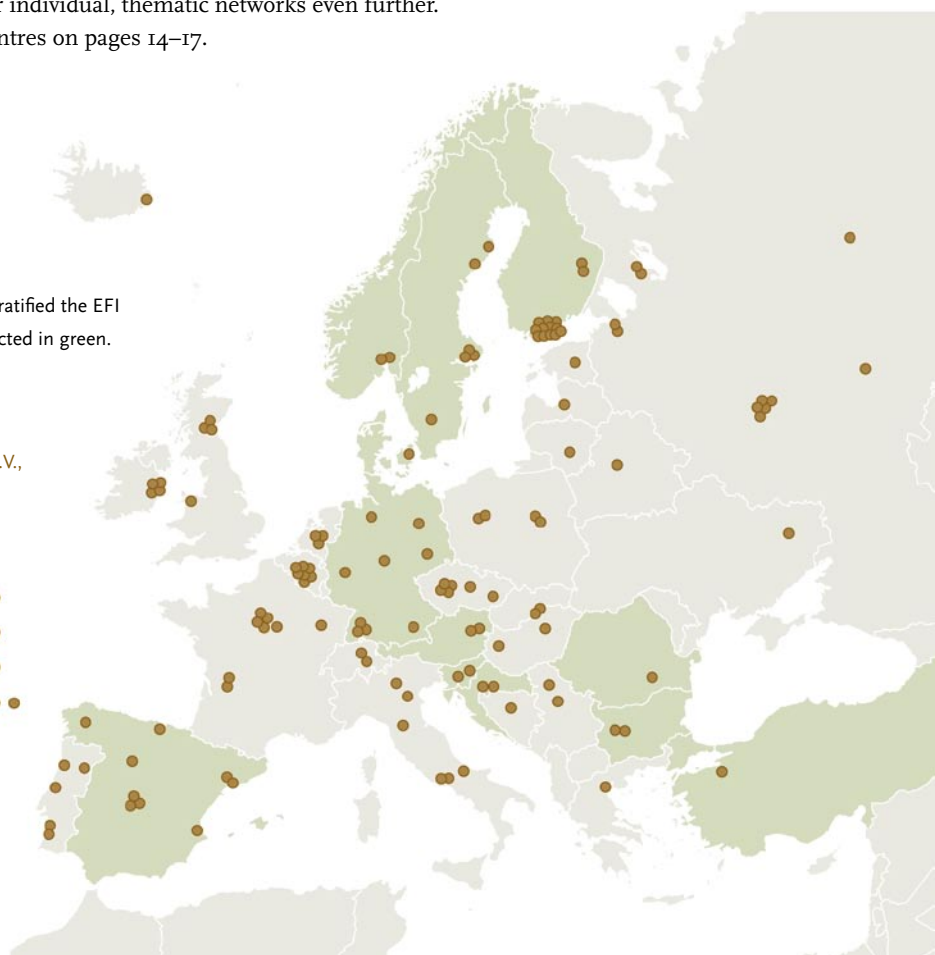 r individual, thematic networks even further.
ntres on pages 14–17.
ratified the EFI
cted in green.
.V.,